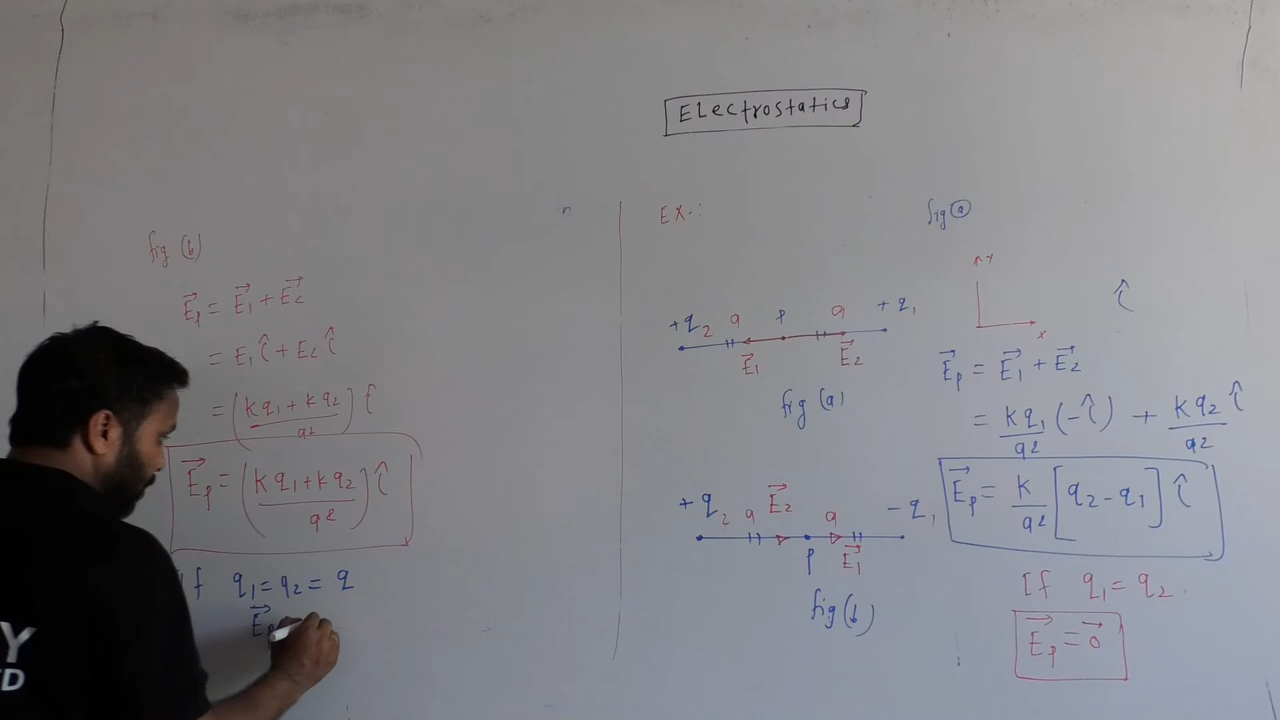 Electrostatics
fig (b)
E⃗p = E⃗1 + E⃗2
= E1 î + E2 î
= (kq1 + kq2 / a²) î
E⃗p = (kq1 + kq2 / a²) î
If q1 = q2 = q
E⃗p
EX.:
+q2 a p a +q1
E⃗1 E⃗2
fig (a)
+q2 a E⃗2 a -q1
p E⃗1
fig (b)
fig (a)
Y
X
î
E⃗p = E⃗1 + E⃗2
= kq1 / a² (-î) + kq2 / a² î
E⃗p = k / a² [q2 - q1] î
If q1 = q2
E⃗p = 0⃗
Y
ED